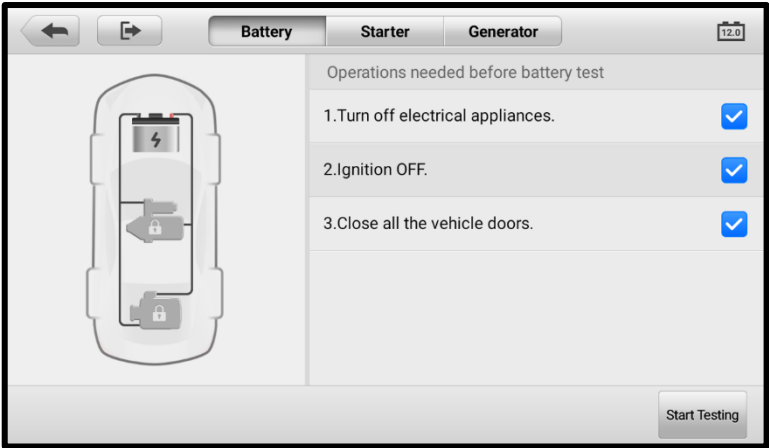 Battery
Starter
Generator
12.0
Operations needed before battery test
1.Turn off electrical appliances.
2.Ignition OFF.
3.Close all the vehicle doors.
Start Testing